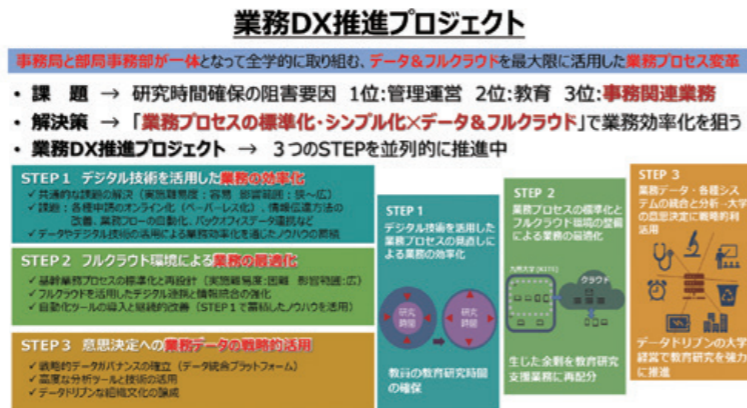 業務DX推進プロジェクト
事務局と部局事務部が一体となって全学的に取り組む、データ&フルクラウドを最大限に活用した業務プロセス変革
• 課 題 → 研究時間確保の阻害要因 1位:管理運営 2位:教育 3位:事務関連業務
• 解決策 → 「業務プロセスの標準化・シンプル化×データ&フルクラウド」で業務効率化を狙う
• 業務DX推進プロジェクト → 3つのSTEPを並列的に推進中
STEP 1 デジタル技術を活用した業務の効率化
✓ 共通的な課題の解決(実施難易度:容易 影響範囲:狭~広)
✓ 課題:各種申請のオンライン化(ペーパーレス化)、情報伝達方法の
改善、業務フローの自動化、バックオフィスデータ連携など
✓ データやデジタル技術の活用による業務効率化を通じたノウハウの蓄積
STEP 2 フルクラウド環境による業務の最適化
✓ 基幹業務プロセスの標準化と再設計(実施難易度:困難 影響範囲:広)
✓ フルクラウドを活用したデジタル連携と情報統合の強化
✓ 自動化ツールの導入と継続的改善(STEP1で蓄積したノウハウを活用)
STEP 3 意思決定への業務データの戦略的活用
✓ 戦略的データガバナンスの確立(データ統合プラットフォーム)
✓ 高度な分析ツールと技術の活用
✓ データドリブンな組織文化の醸成
STEP 1
デジタル技術を活用した
業務プロセスの見直しによ
る業務の効率化
研究
時間
研究
時間
教員の教育研究時間
の確保
STEP 2
業務プロセスの標準化と
フルクラウド環境の整備
による業務の最適化
クラウド
生じた余剰を教育研究
支援業務に再配分
STEP 3
業務データ・各種シス
テムの統合と分析→大学
の意思決定に戦略的利
活用
データドリブンの大学
経営で教育研究を強力
に推進